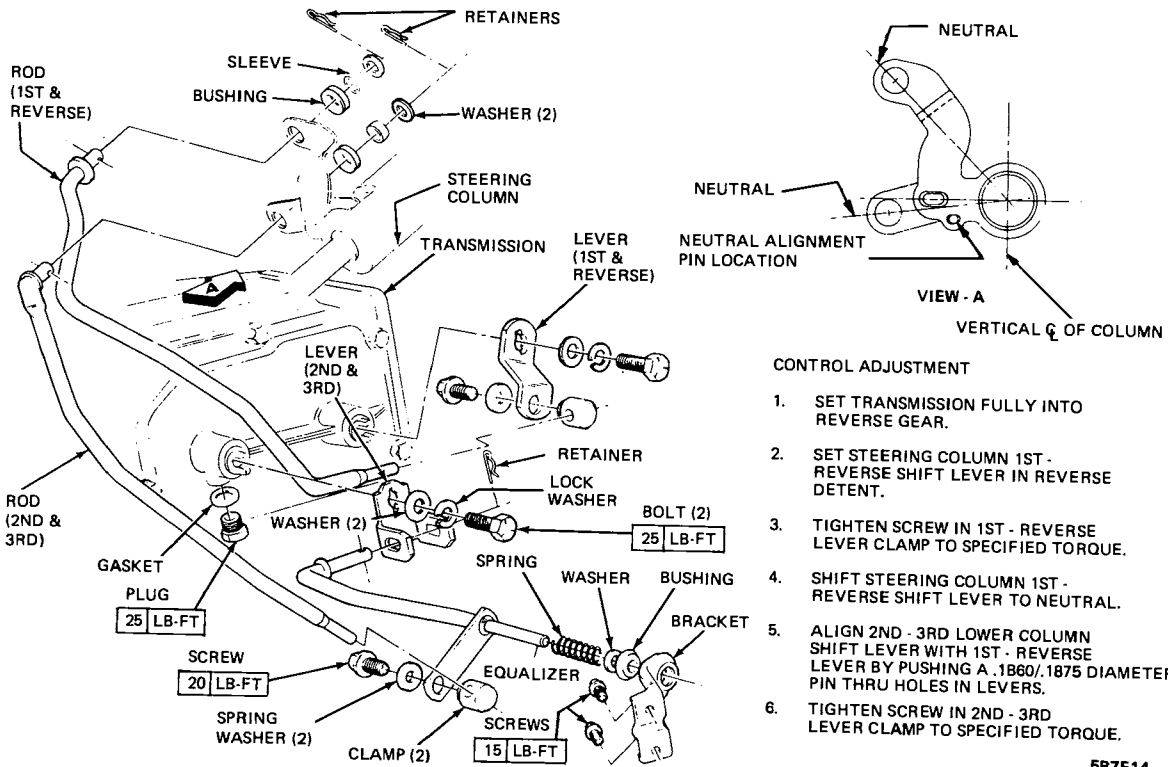 RETAINERS
SLEEVE
BUSHING
WASHER (2)
ROD
(1ST &
REVERSE)
STEERING
COLUMN
TRANSMISSION
A
LEVER
(1ST &
REVERSE)
LEVER
(2ND &
3RD)
RETAINER
LOCK
WASHER
WASHER (2)
BOLT (2)
25 LB-FT
ROD
(2ND &
3RD)
GASKET
PLUG
25 LB-FT
SPRING
WASHER
BUSHING
BRACKET
EQUALIZER
SCREW
20 LB-FT
SPRING
WASHER (2)
CLAMP (2)
SCREWS
15 LB-FT
NEUTRAL
NEUTRAL
NEUTRAL ALIGNMENT
PIN LOCATION
VIEW - A
VERTICAL ℄ OF COLUMN
CONTROL ADJUSTMENT
1. SET TRANSMISSION FULLY INTO
REVERSE GEAR.
2. SET STEERING COLUMN 1ST -
REVERSE SHIFT LEVER IN REVERSE
DETENT.
3. TIGHTEN SCREW IN 1ST - REVERSE
LEVER CLAMP TO SPECIFIED TORQUE.
4. SHIFT STEERING COLUMN 1ST -
REVERSE SHIFT LEVER TO NEUTRAL.
5. ALIGN 2ND - 3RD LOWER COLUMN
SHIFT LEVER WITH 1ST - REVERSE
LEVER BY PUSHING A .1860/.1875 DIAMETER
PIN THRU HOLES IN LEVERS.
6. TIGHTEN SCREW IN 2ND - 3RD
LEVER CLAMP TO SPECIFIED TORQUE.